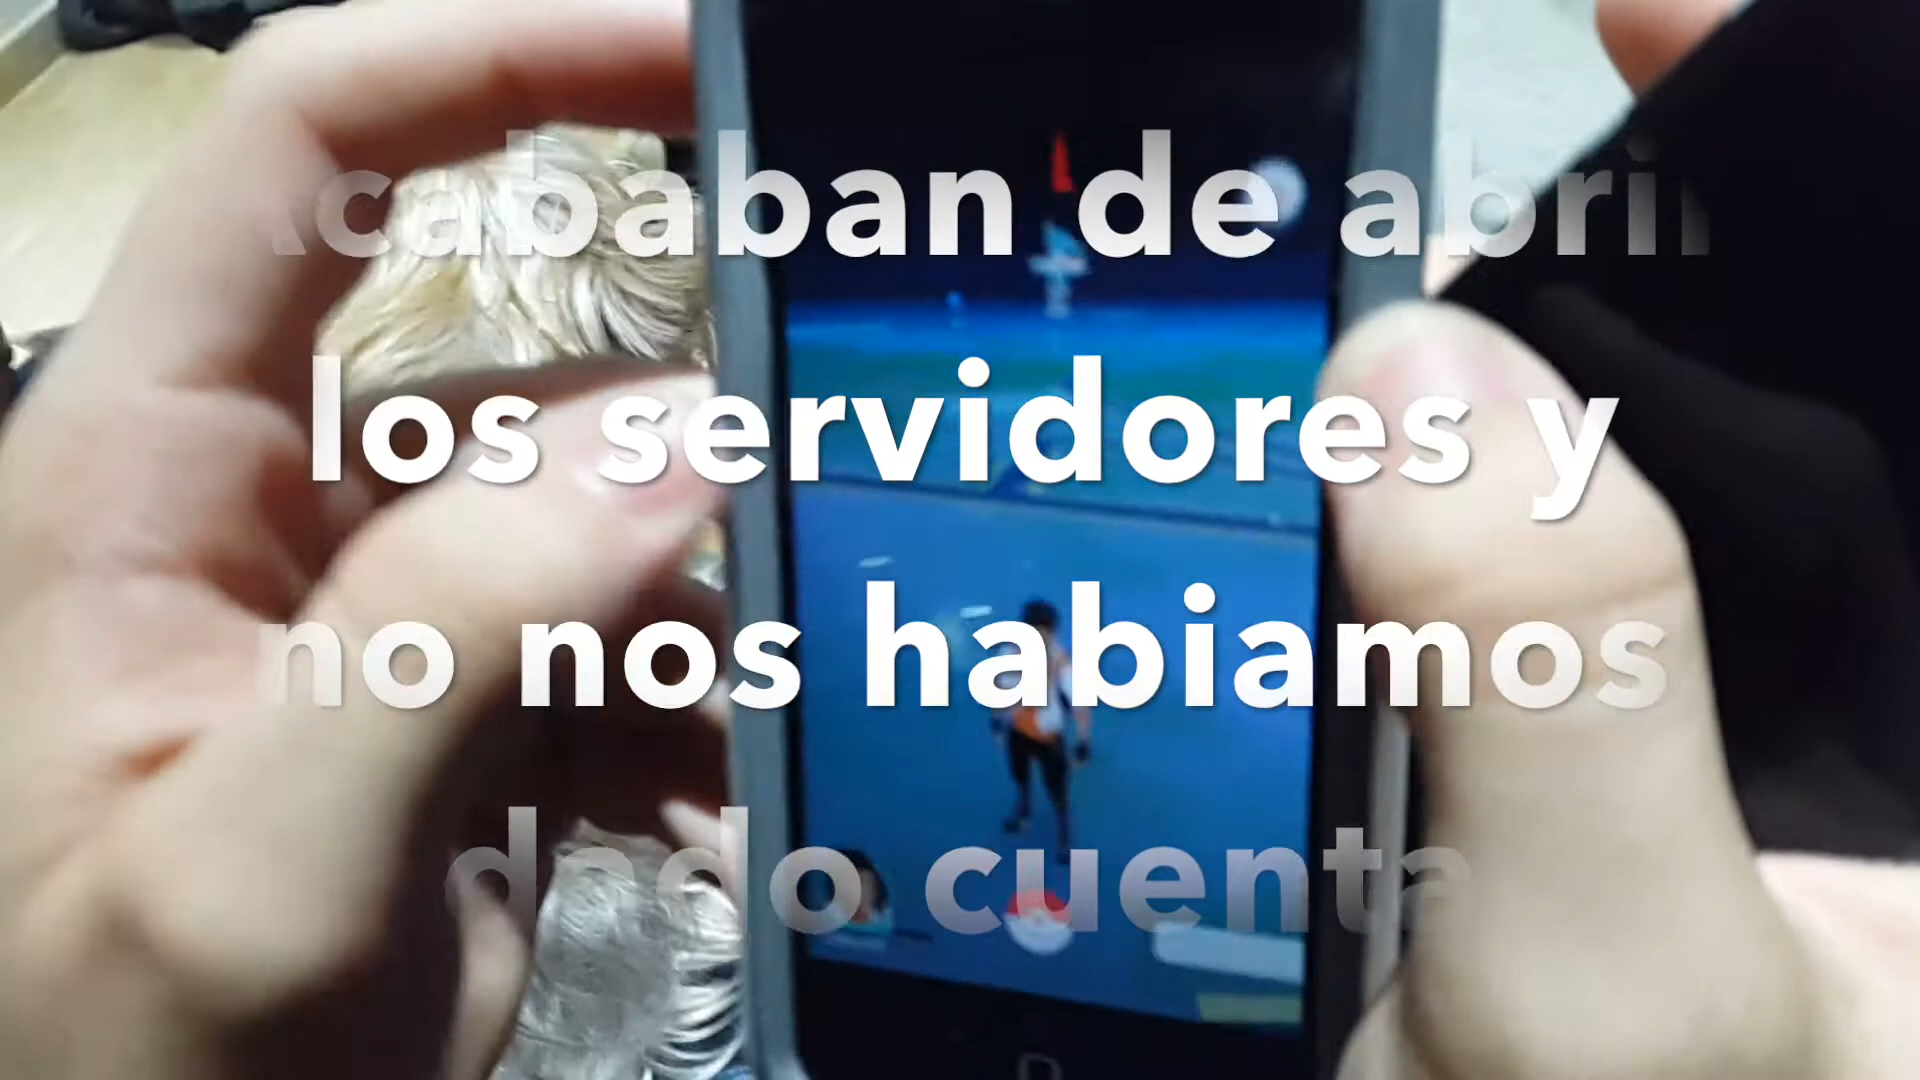 Acababan de abrir
los servidores y
no nos habiamos
dado cuenta